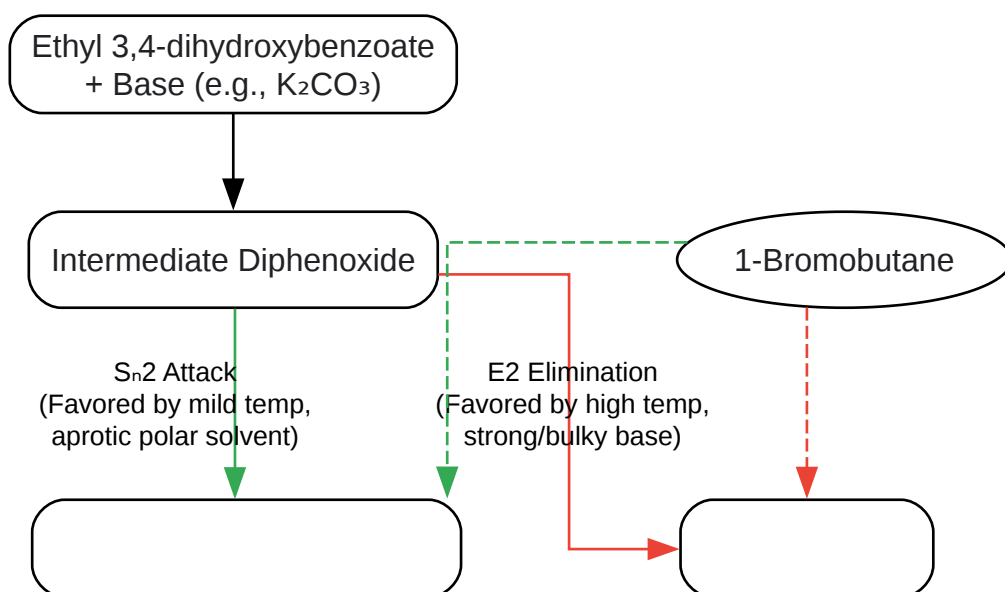 Ethyl 3,4-dihydroxybenzoate
+ Base (e.g., K₂CO₃)
Intermediate Diphenoxide
1-Bromobutane
Sₙ2 Attack
(Favored by mild temp,
aprotic polar solvent)
E2 Elimination
(Favored by high temp,
strong/bulky base)